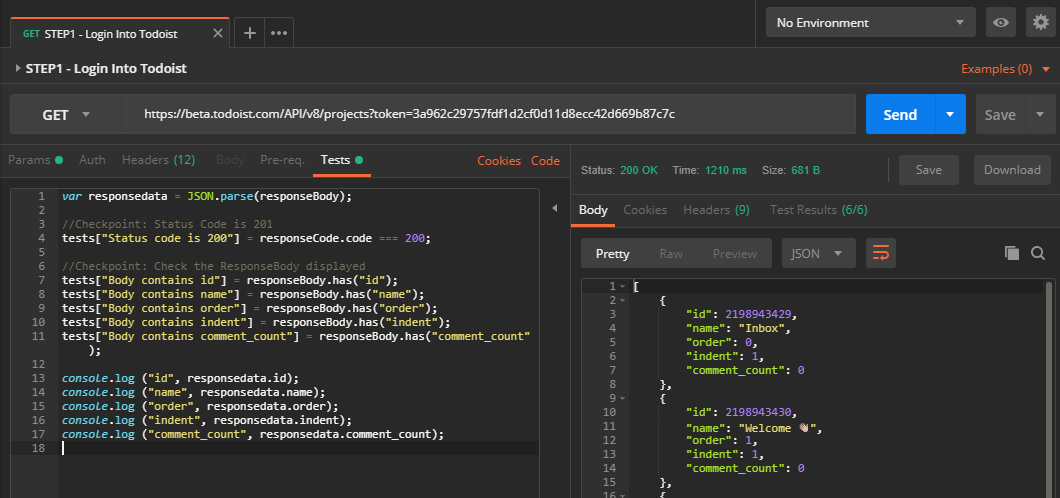 GET STEP1 - Login Into Todoist
No Environment
STEP1 - Login Into Todoist
Examples (0)
GET
https://beta.todoist.com/API/v8/projects?token=3a962c29757fdf1d2cf0d11d8ecc42d669b87c7c
Send
Save
Params
Auth
Headers (12)
Body
Pre-req.
Tests
Cookies
Code
1 var responsedata = JSON.parse(responseBody);
2
3 //Checkpoint: Status Code is 201
4 tests["Status code is 200"] = responseCode.code === 200;
5
6 //Checkpoint: Check the ResponseBody displayed
7 tests["Body contains id"] = responseBody.has("id");
8 tests["Body contains name"] = responseBody.has("name");
9 tests["Body contains order"] = responseBody.has("order");
10 tests["Body contains indent"] = responseBody.has("indent");
11 tests["Body contains comment_count"] = responseBody.has("comment_count"
);
12
13 console.log ("id", responsedata.id);
14 console.log ("name", responsedata.name);
15 console.log ("order", responsedata.order);
16 console.log ("indent", responsedata.indent);
17 console.log ("comment_count", responsedata.comment_count);
18
Status: 200 OK Time: 1210 ms Size: 681 B
Save
Download
Body
Cookies
Headers (9)
Test Results (6/6)
Pretty
Raw
Preview
JSON
1 [
2 {
3 "id": 2198943429,
4 "name": "Inbox",
5 "order": 0,
6 "indent": 1,
7 "comment_count": 0
8 },
9 {
10 "id": 2198943430,
11 "name": "Welcome 👋",
12 "order": 1,
13 "indent": 1,
14 "comment_count": 0
15 },
16 {